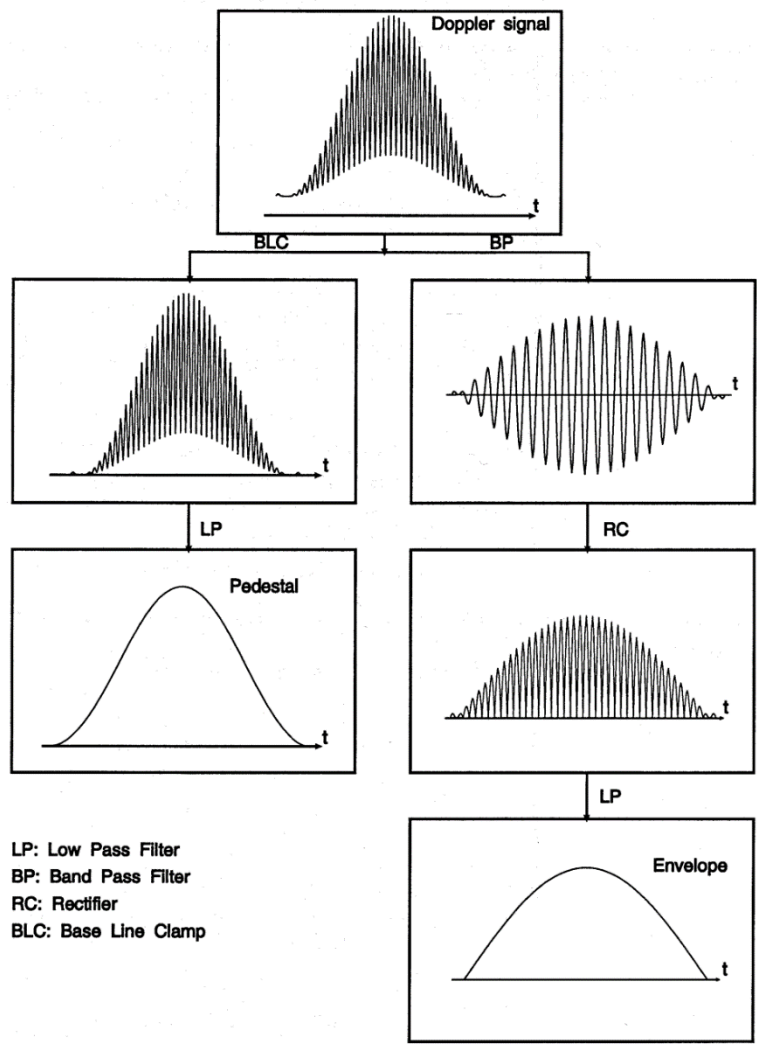 Doppler signal
t
BLC
BP
t
t
LP
RC
Pedestal
t
t
LP
Envelope
t
LP: Low Pass Filter
BP: Band Pass Filter
RC: Rectifier
BLC: Base Line Clamp